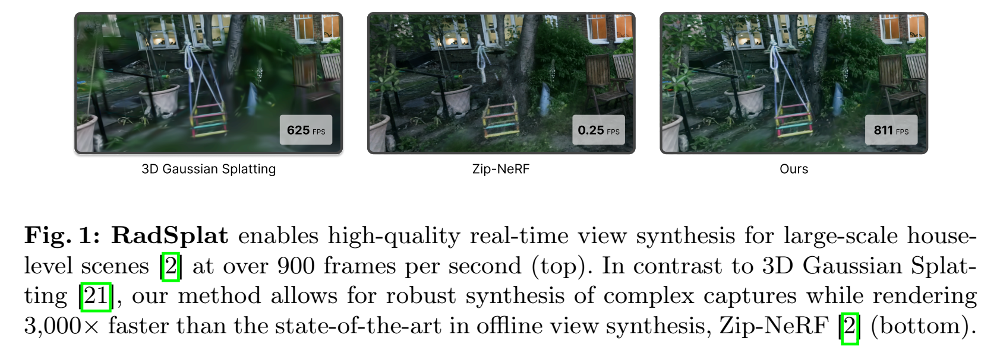 625 FPS
0.25 FPS
811 FPS
3D Gaussian Splatting
Zip-NeRF
Ours
Fig. 1: RadSplat enables high-quality real-time view synthesis for large-scale house-
level scenes [2] at over 900 frames per second (top). In contrast to 3D Gaussian Splat-
ting [21], our method allows for robust synthesis of complex captures while rendering
3,000× faster than the state-of-the-art in offline view synthesis, Zip-NeRF [2] (bottom).